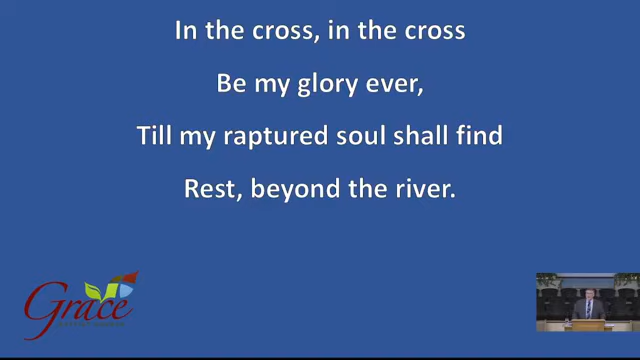 In the cross, in the cross
Be my glory ever,
Till my raptured soul shall find
Rest, beyond the river.
Grace